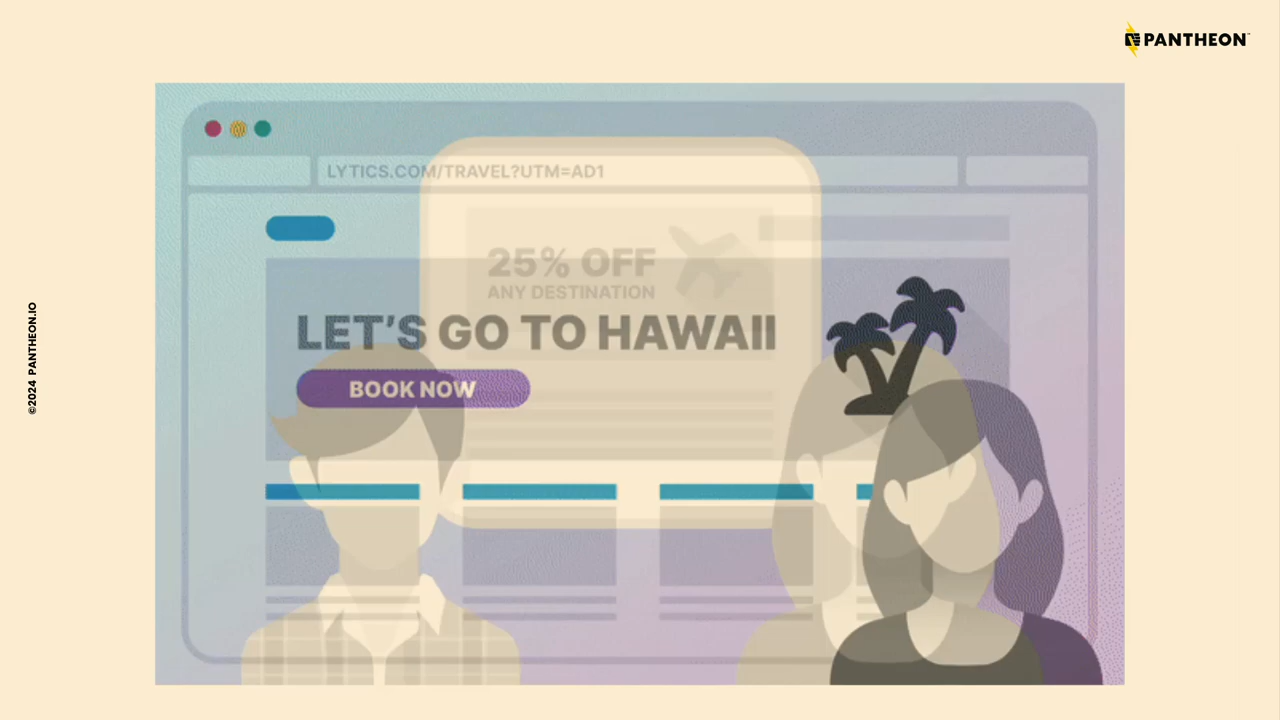 PANTHEON
LYTICS.COM/TRAVEL?UTM=AD1
25% OFF
ANY DESTINATION
LET'S GO TO HAWAII
BOOK NOW
©2024 PANTHEON.IO